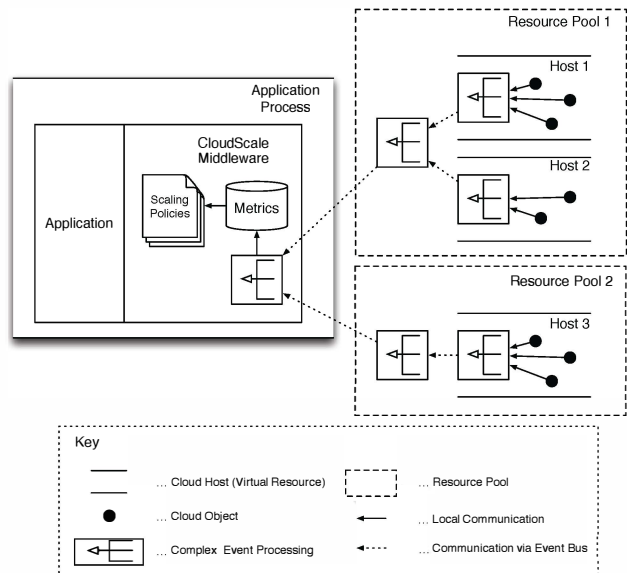 Resource Pool 1
Host 1
Host 2
Application
Process
CloudScale
Middleware
Scaling
Policies
Metrics
Application
Resource Pool 2
Host 3
Key
... Cloud Host (Virtual Resource)
... Resource Pool
... Cloud Object
... Local Communication
... Complex Event Processing
... Communication via Event Bus